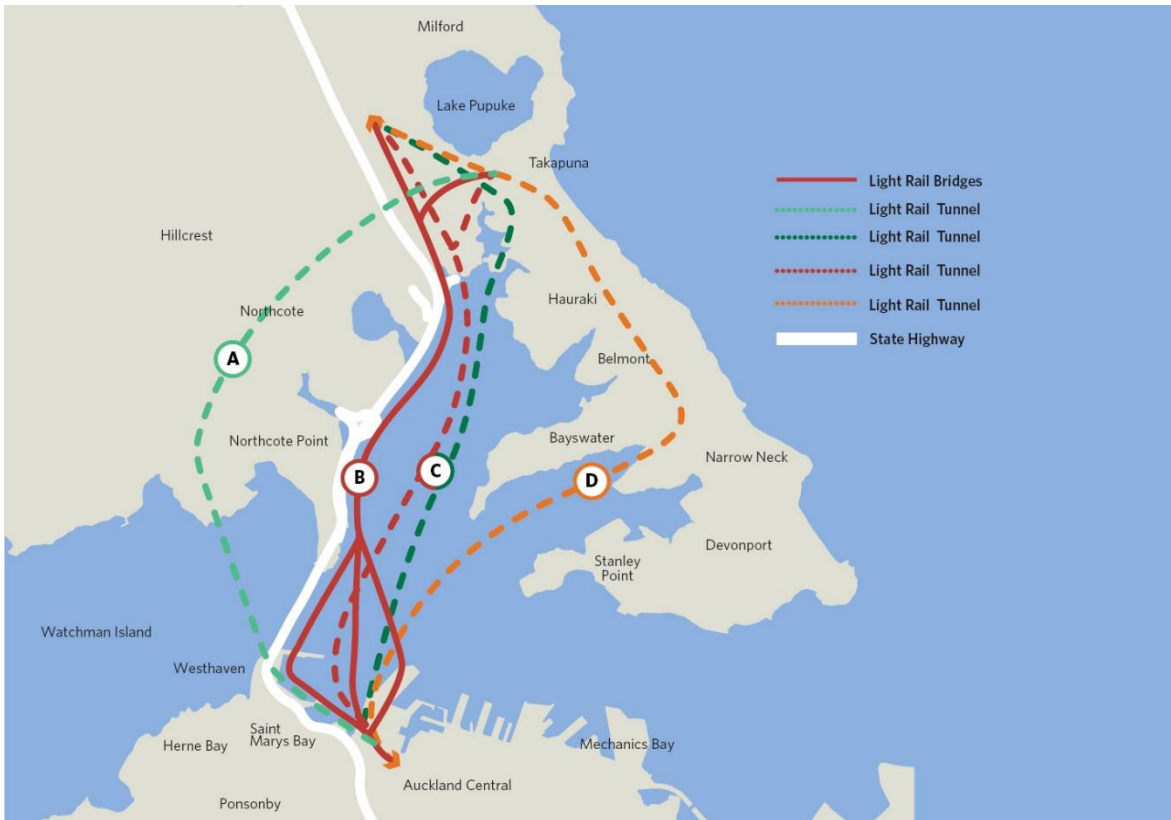 Milford
Lake Pupuke
Takapuna
Light Rail Bridges
Light Rail Tunnel
Hillcrest
Light Rail Tunnel
Light Rail Tunnel
Hauraki
Light Rail Tunnel
Northcote
State Highway
A
Belmont
Northcote Point
Bayswater
Narrow Neck
B
C
D
Devonport
Stanley
Point
Watchman Island
Westhaven
Saint
Marys Bay
Herne Bay
Mechanics Bay
Auckland Central
Ponsonby